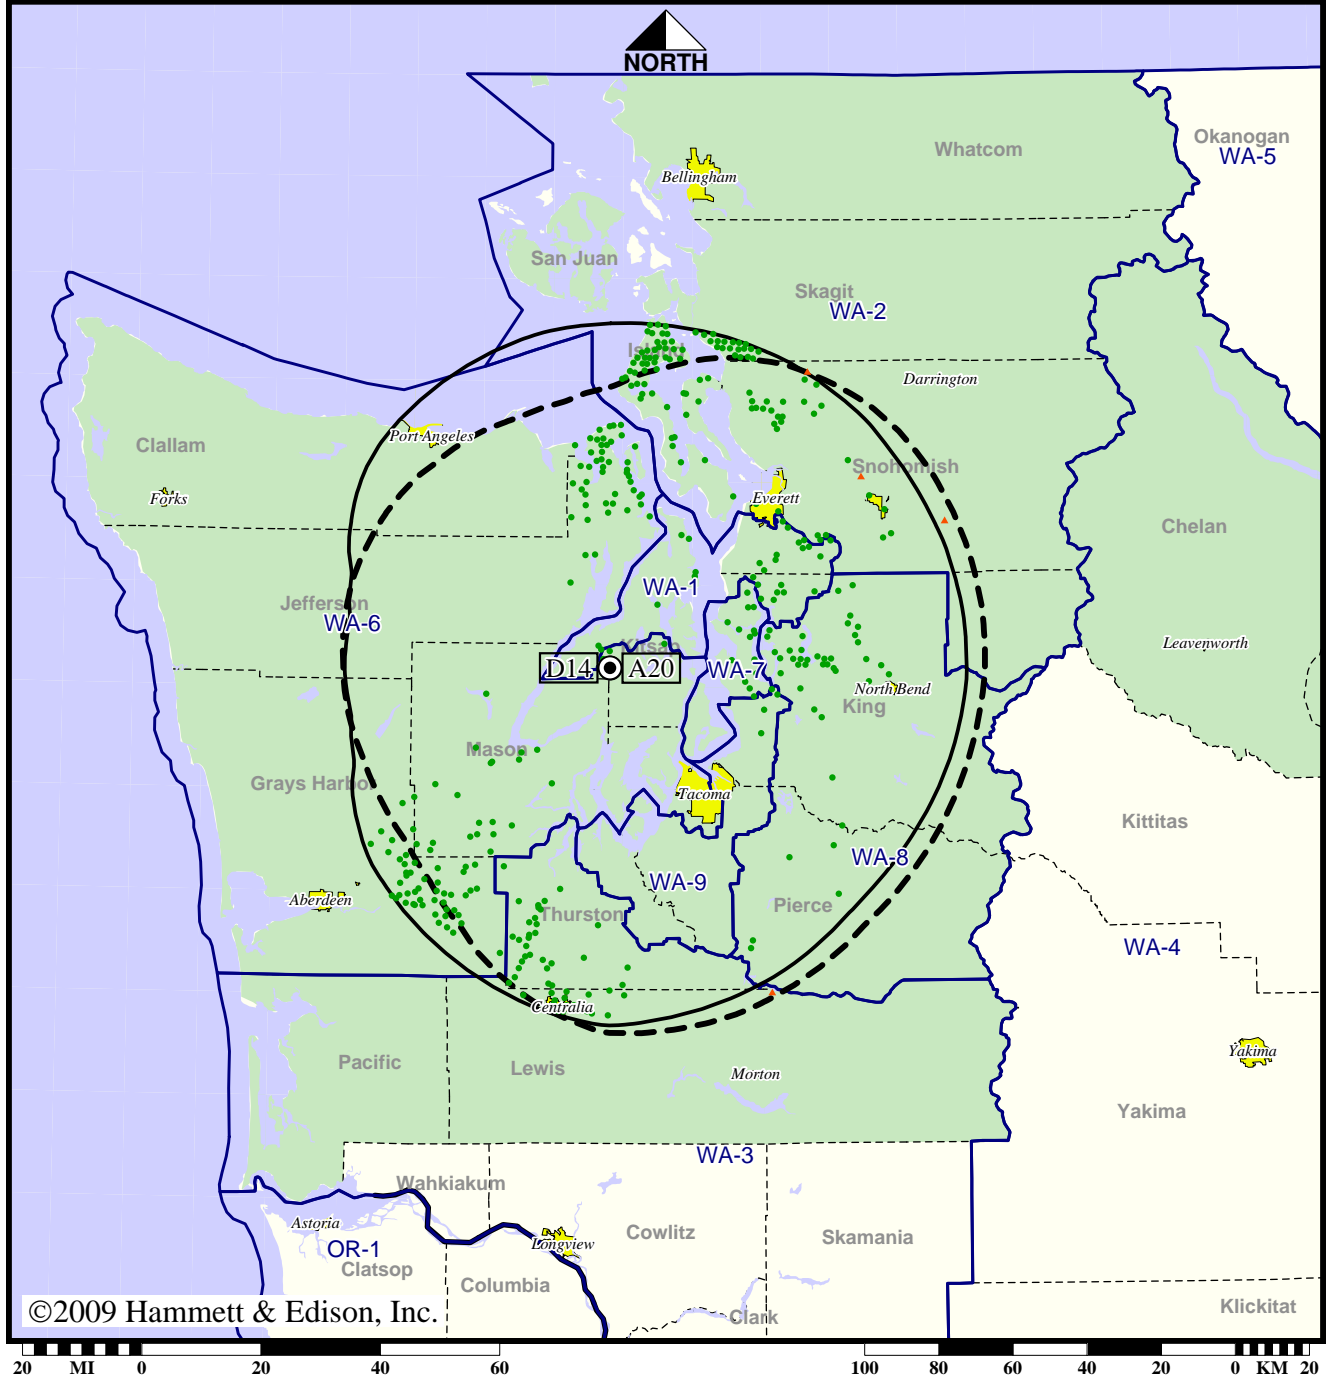 NORTH
Okanogan
WA-5
Whatcom
Bellingham
San Juan
Skagit
WA-2
Island
Darrington
Port Angeles
Clallam
Snohomish
Forks
Everett
Chelan
WA-1
Jefferson
WA-6
Kitsap
Leavenworth
D14
A20
WA-7
North Bend
King
Mason
Grays Harbor
Tacoma
Kittitas
WA-8
WA-9
Aberdeen
Thurston
Pierce
WA-4
Centralia
Pacific
Lewis
Morton
Yakima
Yakima
WA-3
Wahkiakum
Astoria
OR-1
Clatsop
Longview
Cowlitz
Skamania
Columbia
Clark
Klickitat
©2009 Hammett & Edison, Inc.
20 MI 0 20 40 60 100 80 60 40 20 0 KM 20